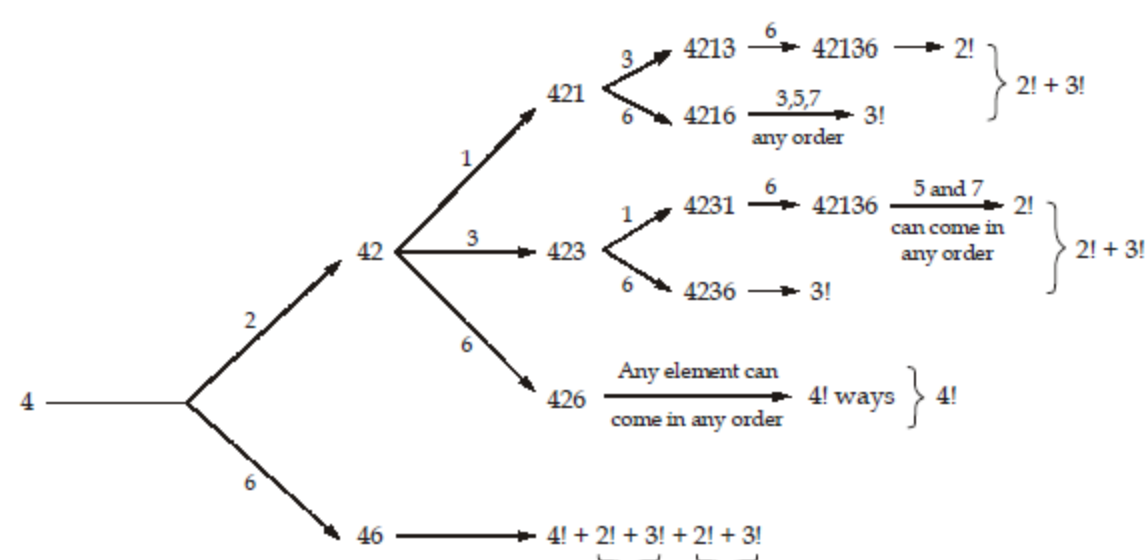 3 4213 6 42136 2!
421 2! + 3!
6 4216 3,5,7 3!
any order
1
1 4231 6 42136 5 and 7 2!
can come in
any order
42 3 423 2! + 3!
6 4236 3!
2
6 426 Any element can 4! ways 4!
come in any order
4
6
46 4! + 2! + 3! + 2! + 3!